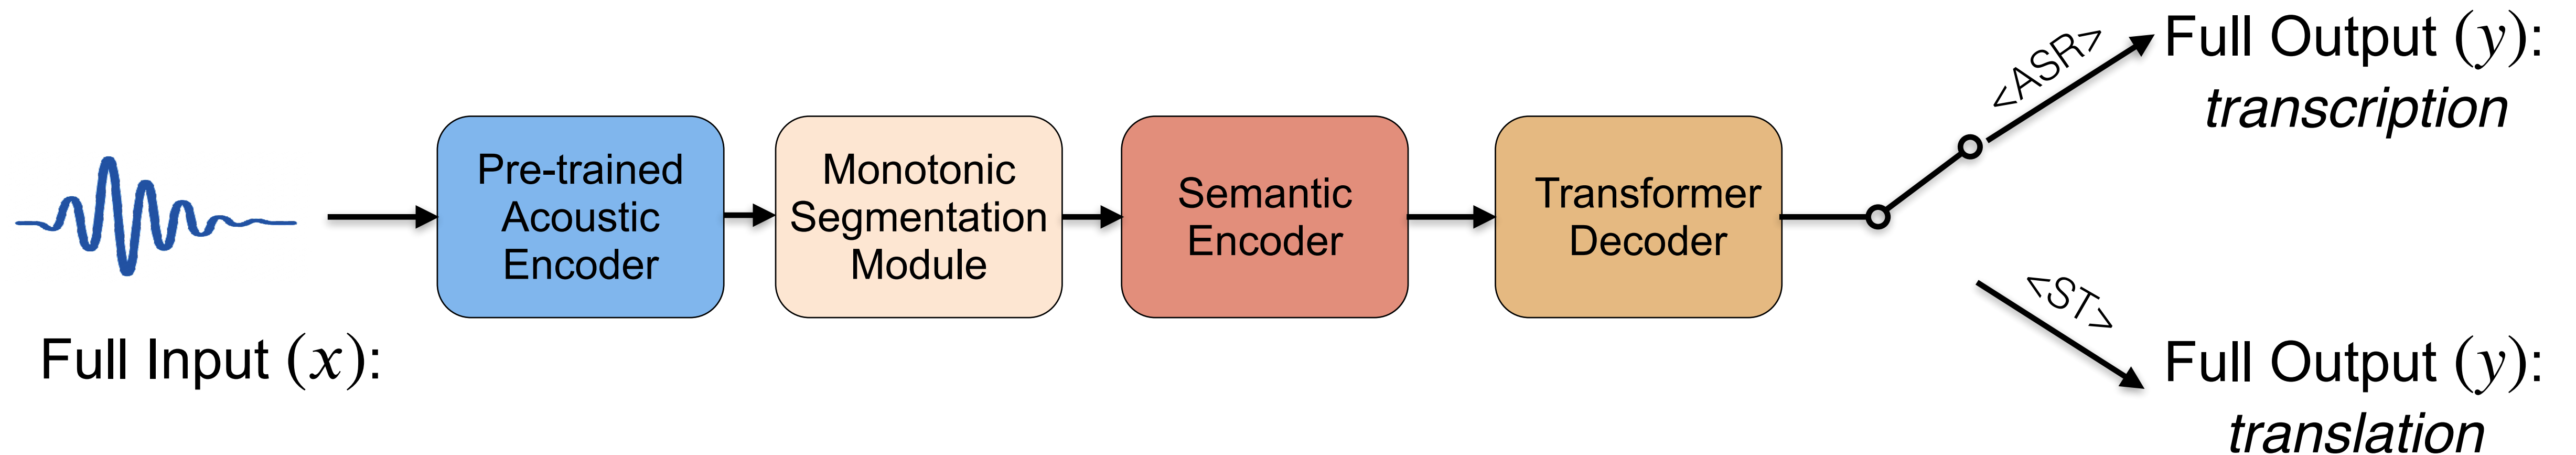 Full Input (x):
Pre-trained
Acoustic
Encoder
Monotonic
Segmentation
Module
Semantic
Encoder
Transformer
Decoder
<ASR>
Full Output (y):
transcription
<ST>
Full Output (y):
translation